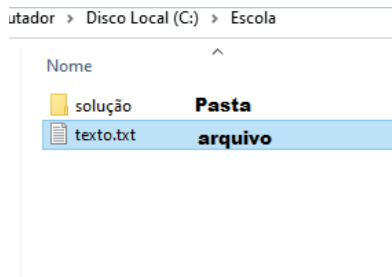 utador > Disco Local (C:) > Escola
Nome
solução Pasta
texto.txt arquivo